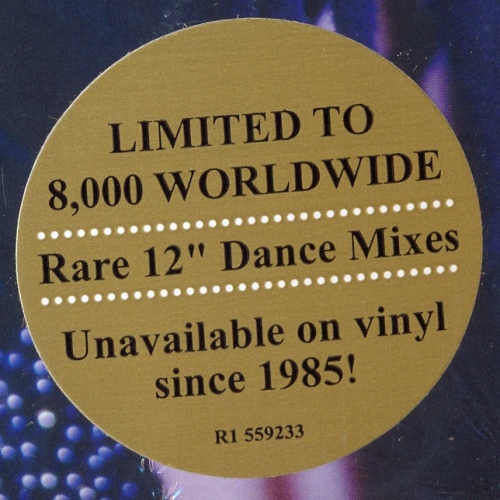 LIMITED TO
8,000 WORLDWIDE
Rare 12" Dance Mixes
Unavailable on vinyl
since 1985!
R1 559233